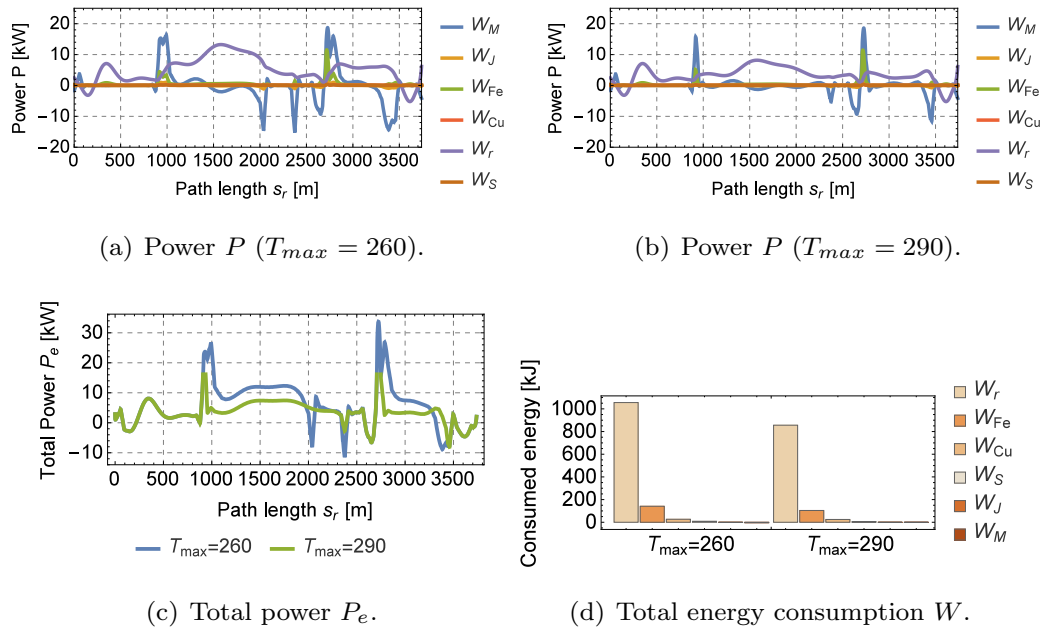 Power P [kW]
20
10
0
−10
−20
0 500 1000 1500 2000 2500 3000 3500
Path length s_r [m]
W_M
W_J
W_Fe
W_Cu
W_r
W_S
(a) Power P (T_max = 260).
Power P [kW]
20
10
0
−10
20
0 500 1000 1500 2000 2500 3000 3500
Path length s_r [m]
W_M
W_J
W_Fe
W_Cu
W_r
W_S
(b) Power P (T_max = 290).
Total Power P_e [kW]
30
20
10
0
−10
0 500 1000 1500 2000 2500 3000 3500
Path length s_r [m]
T_max=260 T_max=290
(c) Total power P_e.
Consumed energy [kJ]
1000
800
600
400
200
0
T_max=260 T_max=290
W_r
W_Fe
W_Cu
W_S
W_J
W_M
(d) Total energy consumption W.